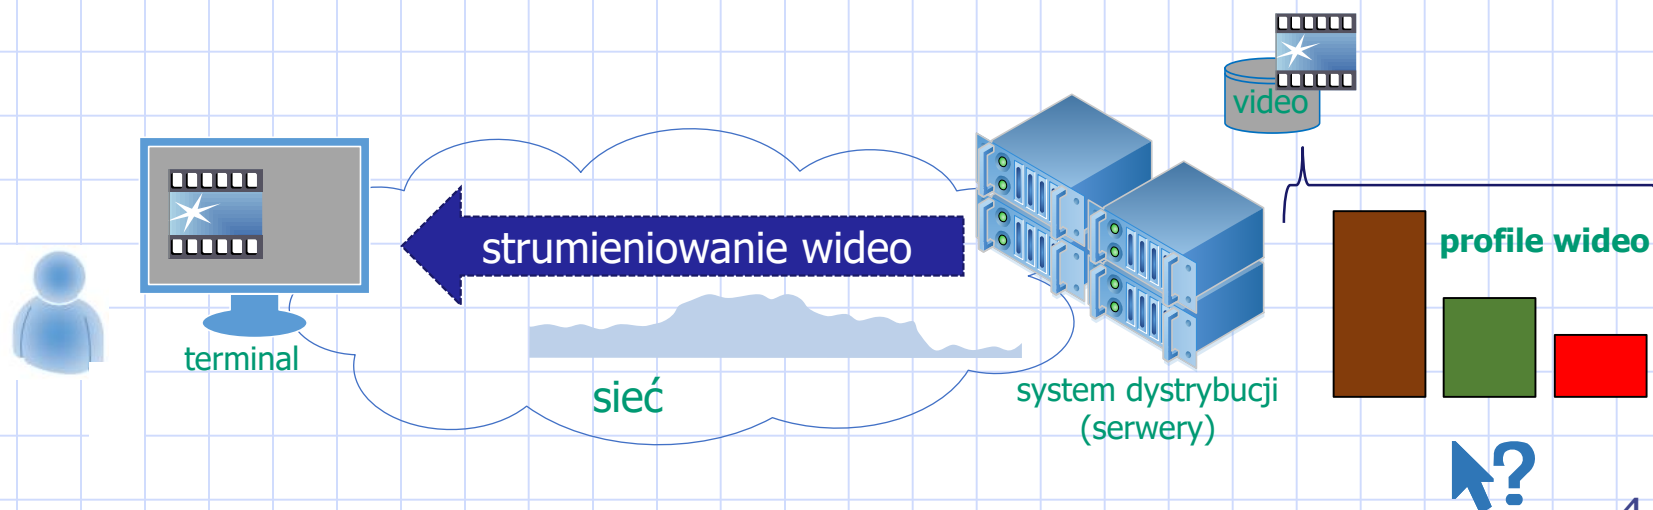 video
strumieniowanie wideo
profile wideo
terminal
sieć
system dystrybucji
(serwery)
?